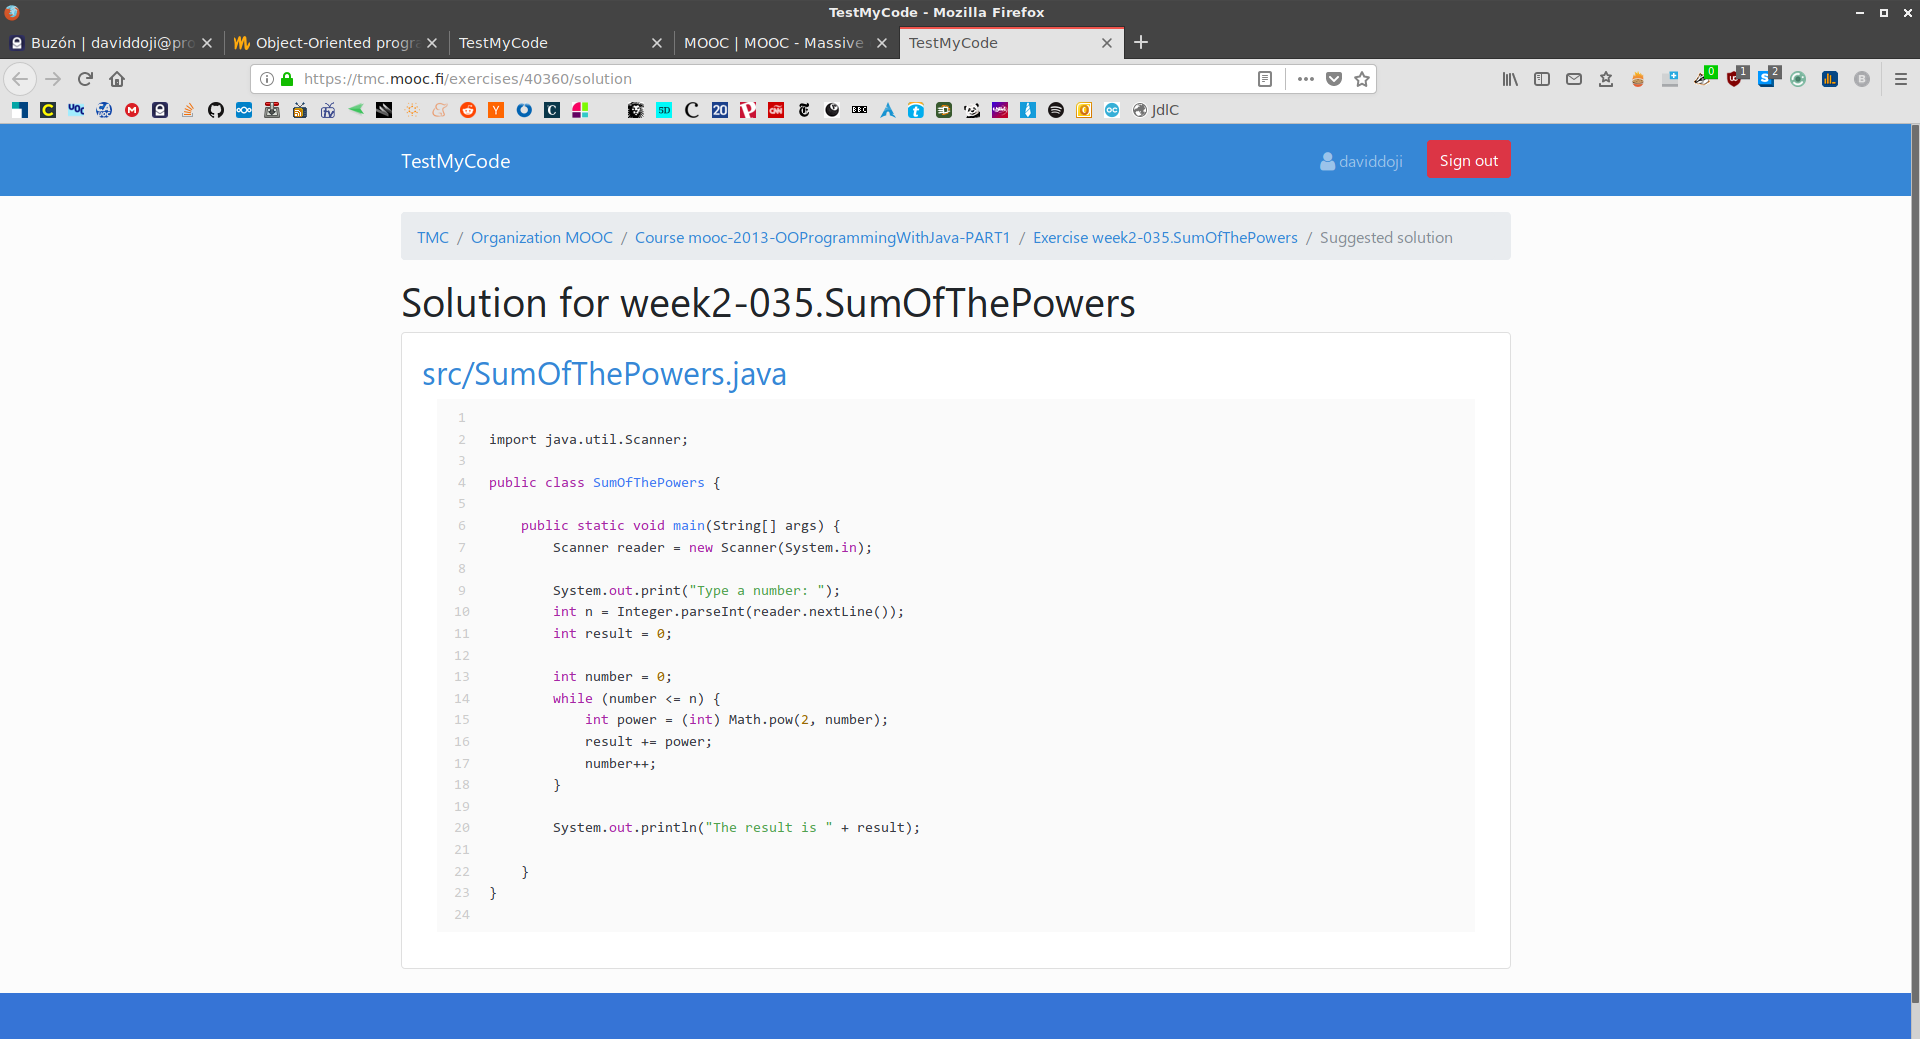 TestMyCode - Mozilla Firefox
Buzón | daviddoji@pro
Object-Oriented progra
TestMyCode
MOOC | MOOC - Massive
TestMyCode
https://tmc.mooc.fi/exercises/40360/solution
0
1
2
JdlC
TestMyCode
daviddoji
Sign out
TMC / Organization MOOC / Course mooc-2013-OOProgrammingWithJava-PART1 / Exercise week2-035.SumOfThePowers / Suggested solution
Solution for week2-035.SumOfThePowers
src/SumOfThePowers.java
1
2 import java.util.Scanner;
3
4 public class SumOfThePowers {
5
6     public static void main(String[] args) {
7         Scanner reader = new Scanner(System.in);
8
9         System.out.print("Type a number: ");
10         int n = Integer.parseInt(reader.nextLine());
11         int result = 0;
12
13         int number = 0;
14         while (number <= n) {
15             int power = (int) Math.pow(2, number);
16             result += power;
17             number++;
18         }
19
20         System.out.println("The result is " + result);
21
22     }
23 }
24